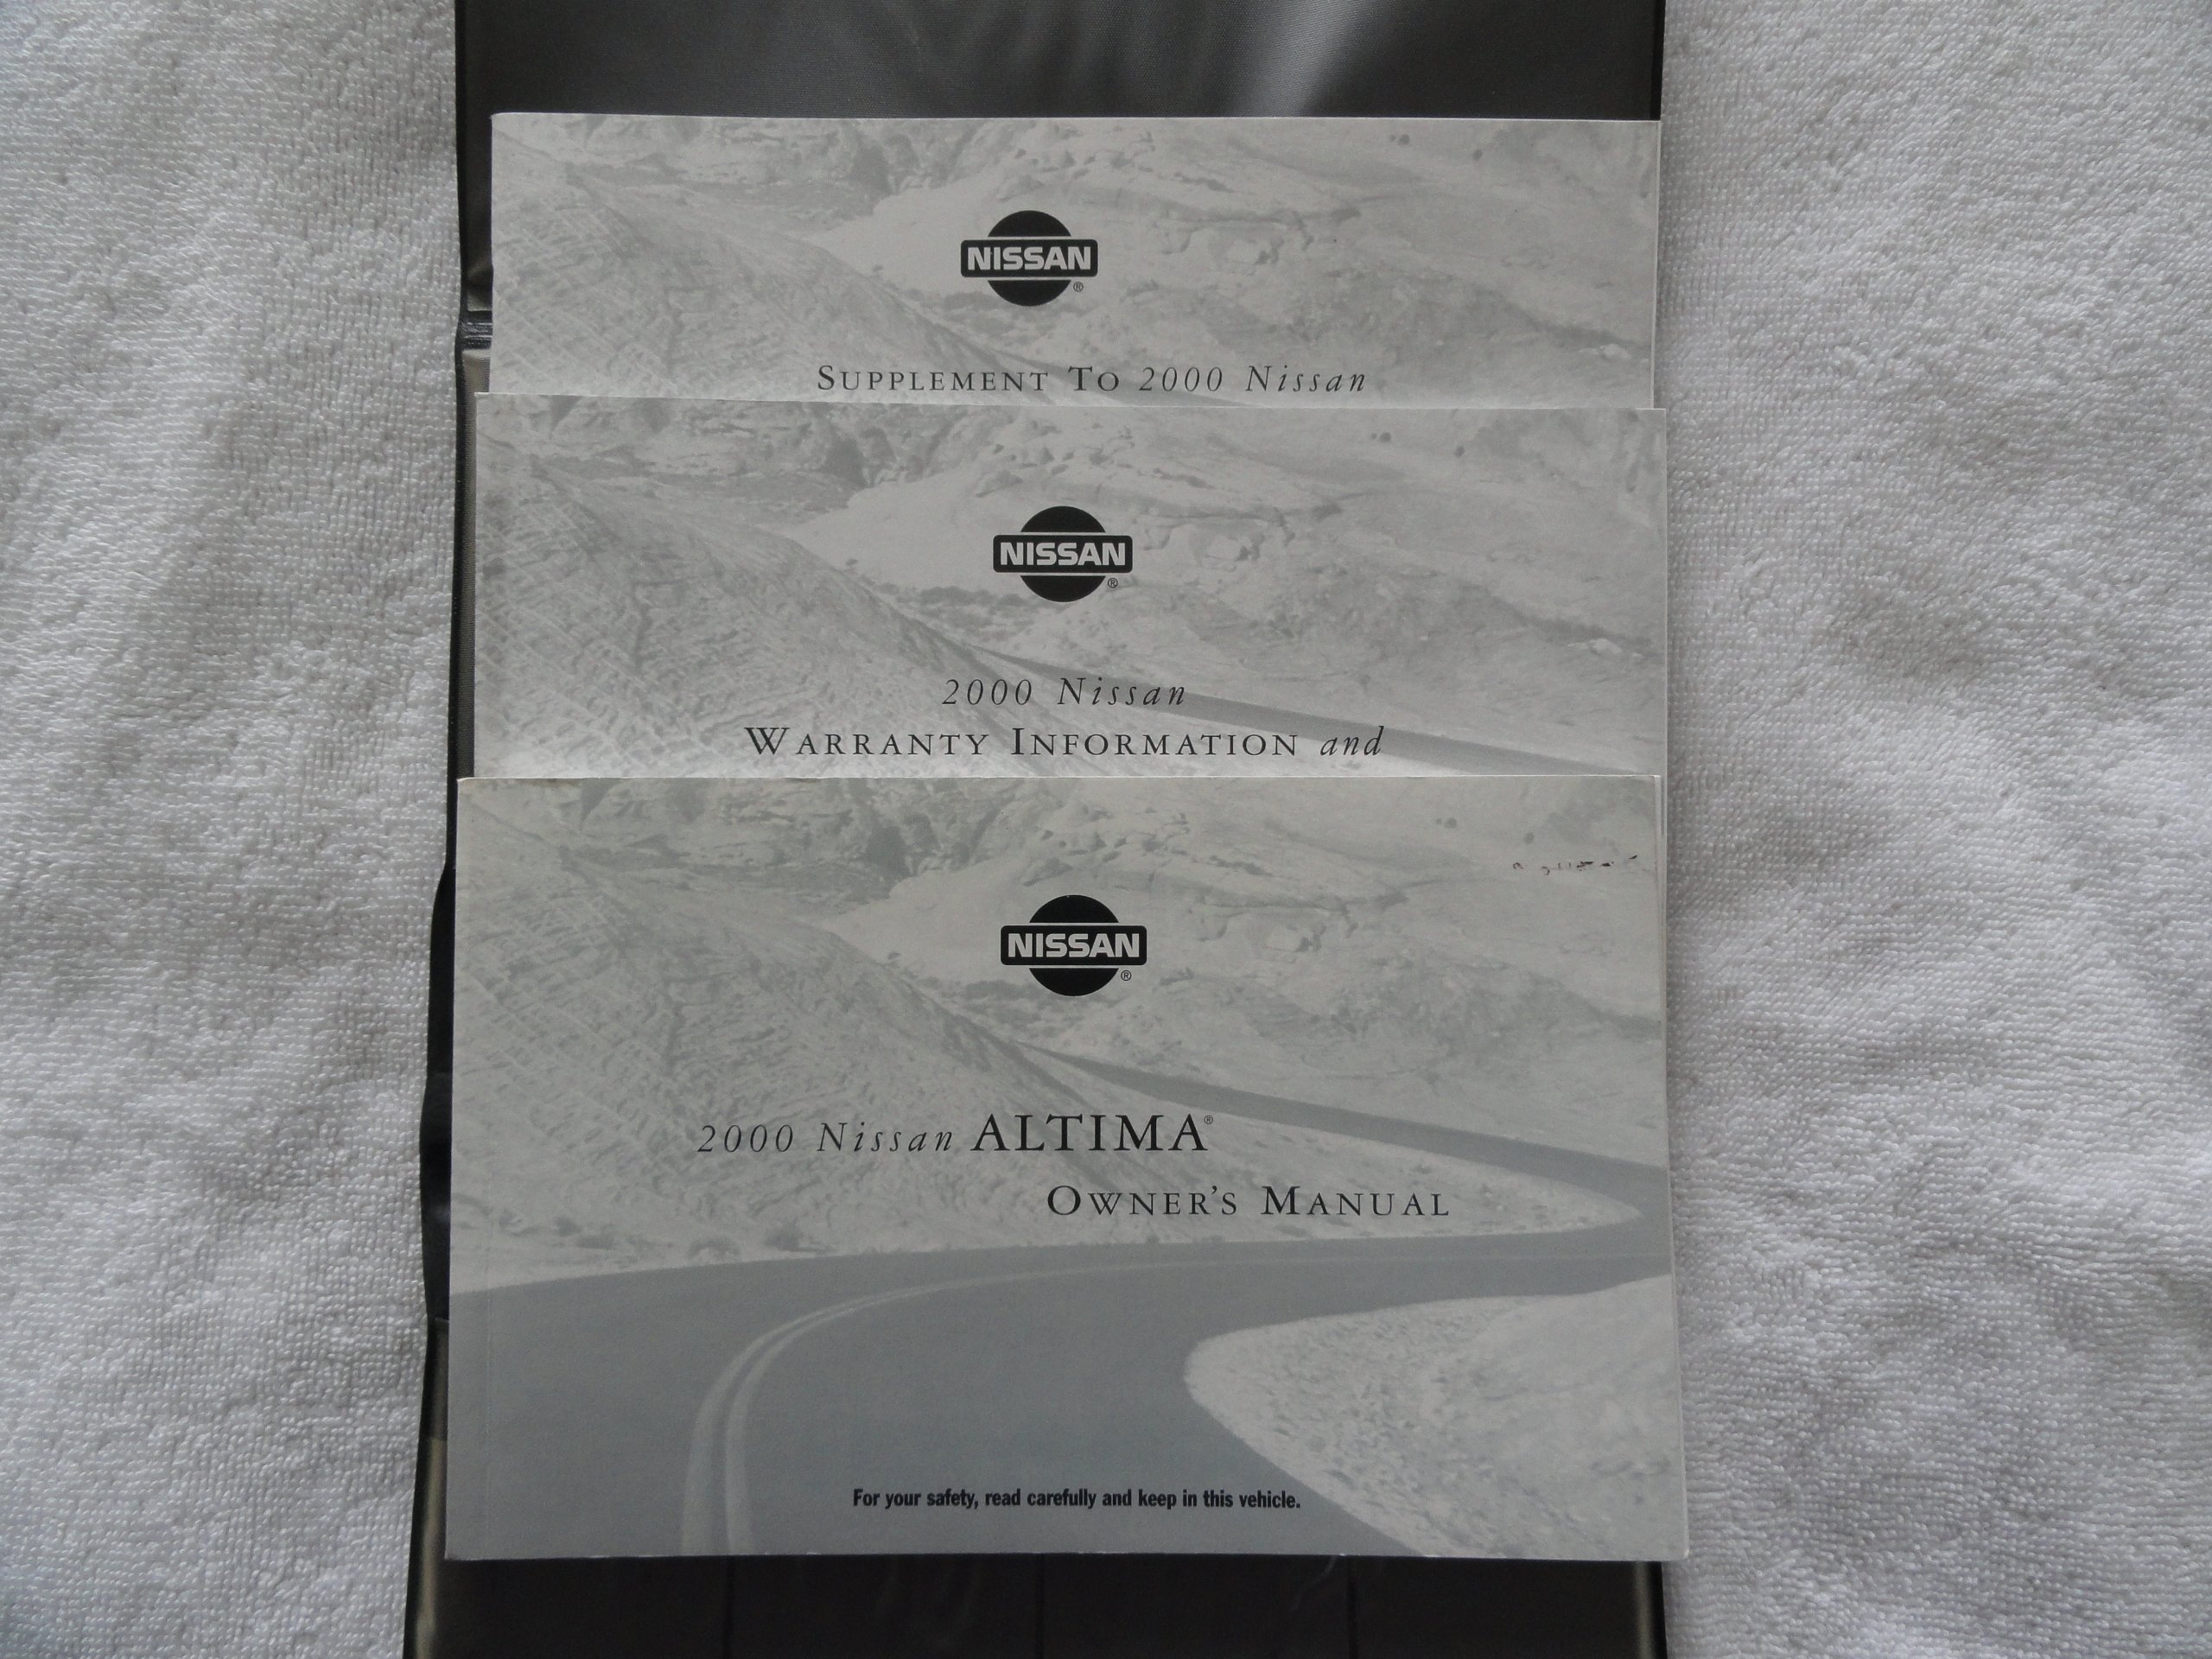 NISSAN
®
SUPPLEMENT TO 2000 Nissan
NISSAN
®
2000 Nissan
WARRANTY INFORMATION and
NISSAN
®
2000 Nissan ALTIMA®
OWNER'S MANUAL
For your safety, read carefully and keep in this vehicle.